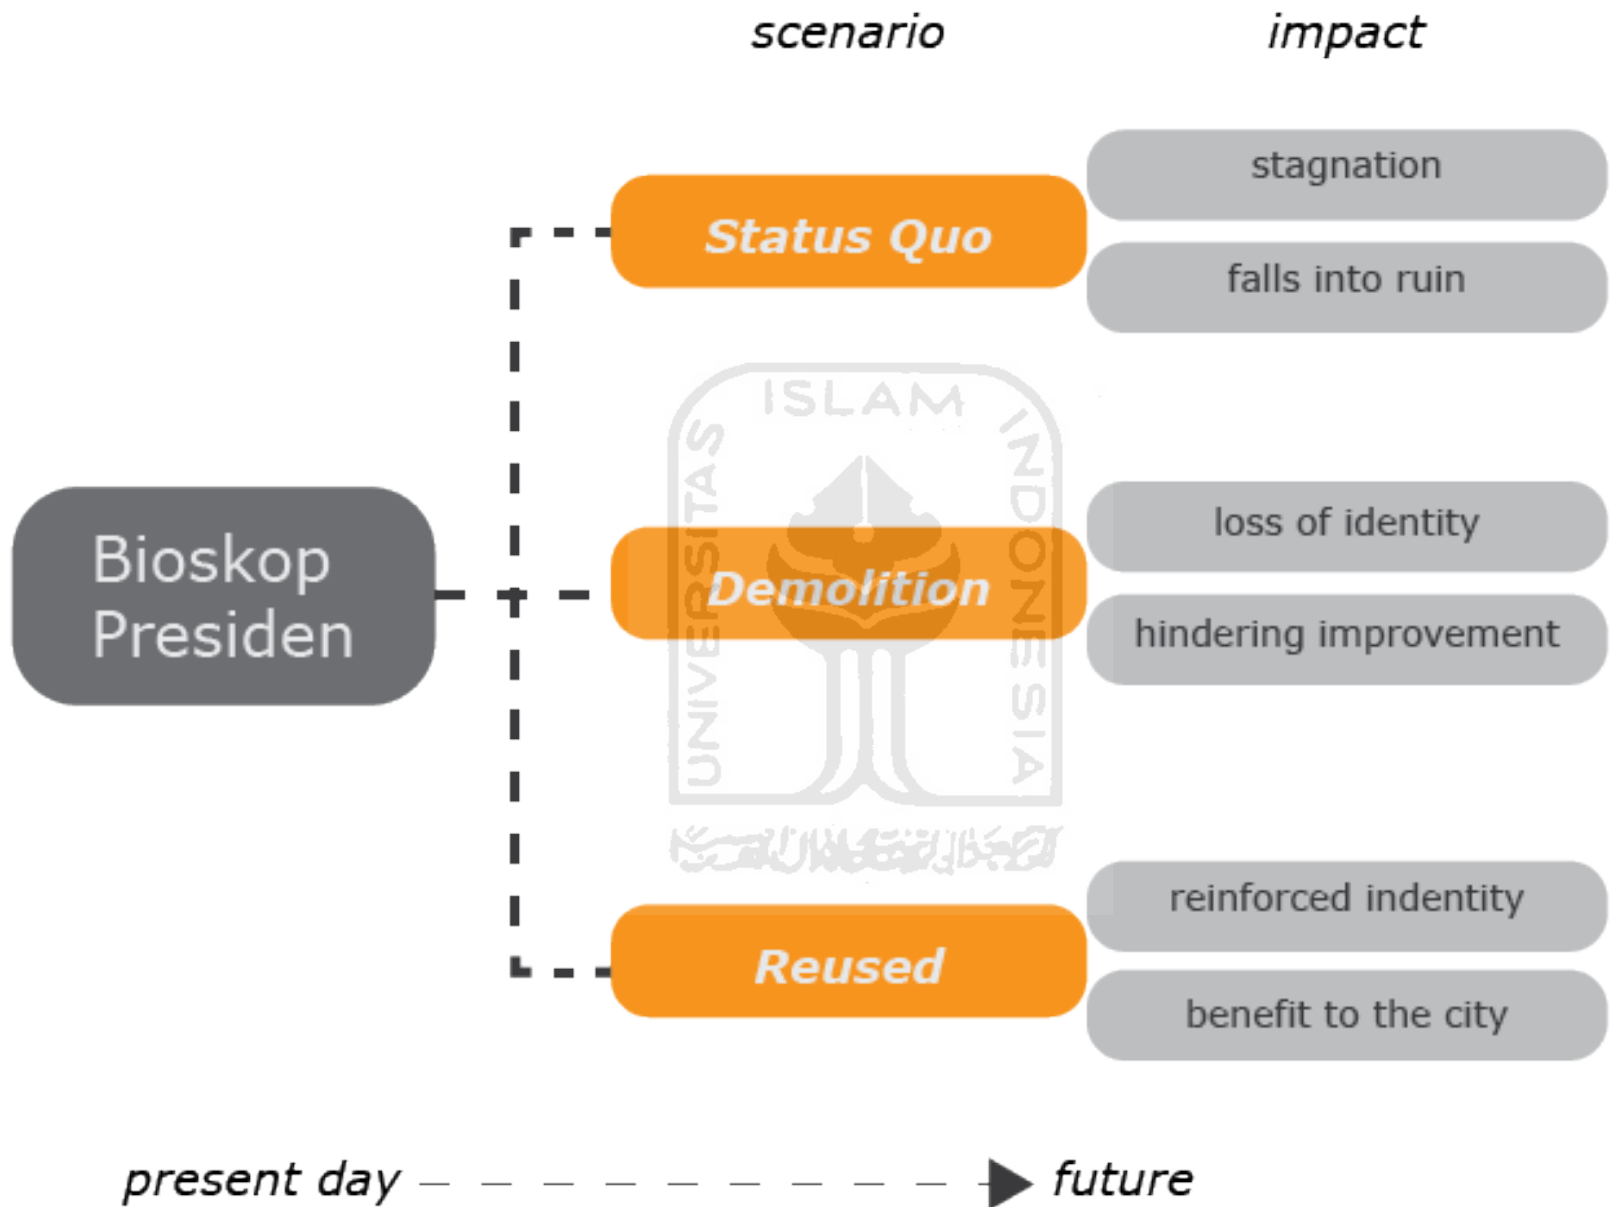 scenario
impact
Status Quo
stagnation
falls into ruin
Bioskop
Presiden
Demolition
loss of identity
hindering improvement
Reused
reinforced indentity
benefit to the city
present day
future
UNIVERSITAS
ISLAM
INDONESIA